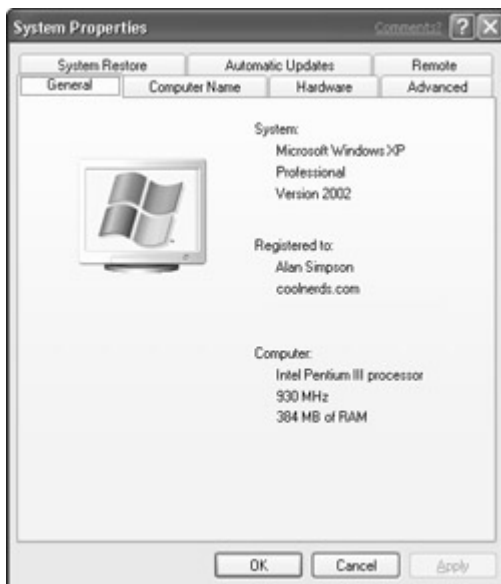 System Properties Comments? ? X
System Restore Automatic Updates Remote
General Computer Name Hardware Advanced
System:
Microsoft Windows XP
Professional
Version 2002
Registered to:
Alan Simpson
coolnerds.com
Computer:
Intel Pentium III processor
930 MHz
384 MB of RAM
OK Cancel Apply